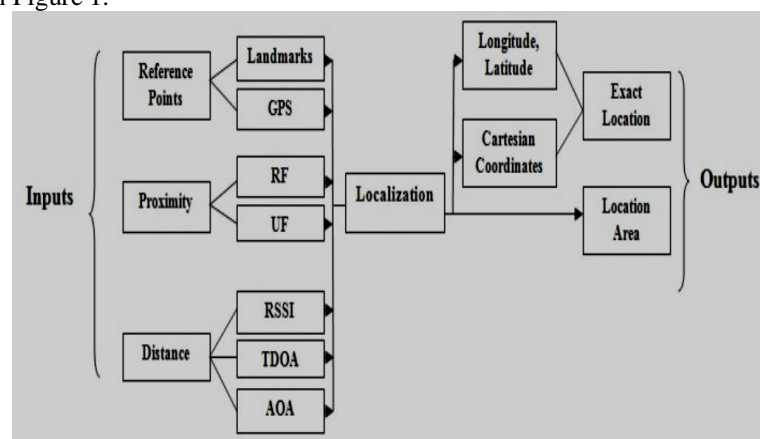 n Figure 1.
Inputs
Reference
Points
Landmarks
GPS
Proximity
RF
UF
Distance
RSSI
TDOA
AOA
Localization
Longitude,
Latitude
Cartesian
Coordinates
Exact
Location
Location
Area
Outputs